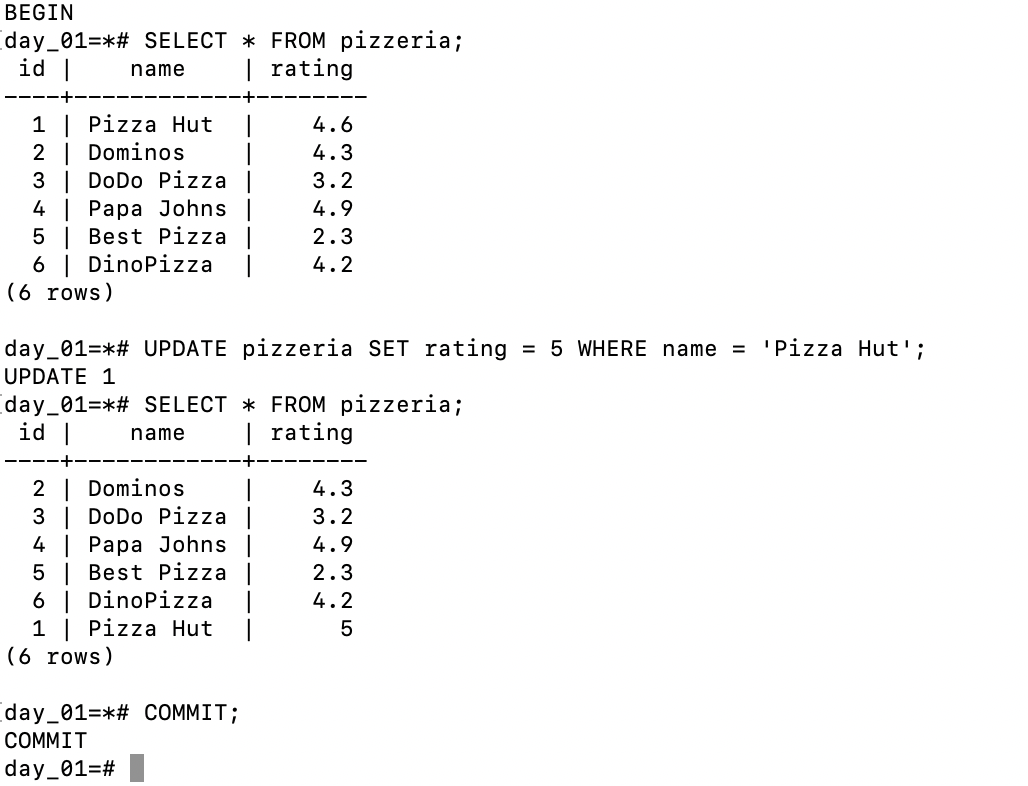 BEGIN
day_01=*# SELECT * FROM pizzeria;
 id |    name    | rating
----+------------+--------
  1 | Pizza Hut  |    4.6
  2 | Dominos    |    4.3
  3 | DoDo Pizza |    3.2
  4 | Papa Johns |    4.9
  5 | Best Pizza |    2.3
  6 | DinoPizza  |    4.2
(6 rows)

day_01=*# UPDATE pizzeria SET rating = 5 WHERE name = 'Pizza Hut';
UPDATE 1
day_01=*# SELECT * FROM pizzeria;
 id |    name    | rating
----+------------+--------
  2 | Dominos    |    4.3
  3 | DoDo Pizza |    3.2
  4 | Papa Johns |    4.9
  5 | Best Pizza |    2.3
  6 | DinoPizza  |    4.2
  1 | Pizza Hut  |      5
(6 rows)

day_01=*# COMMIT;
COMMIT
day_01=#